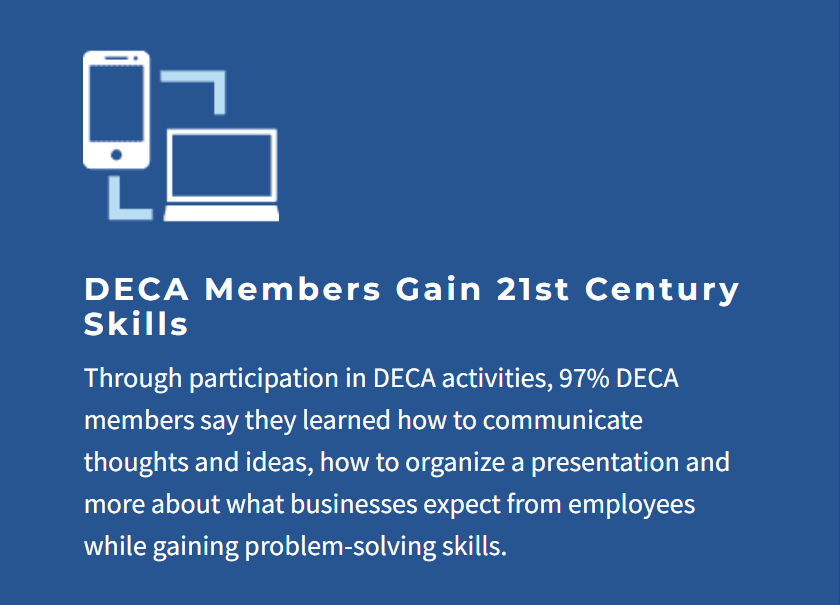 DECA Members Gain 21st Century
Skills
Through participation in DECA activities, 97% DECA
members say they learned how to communicate
thoughts and ideas, how to organize a presentation and
more about what businesses expect from employees
while gaining problem-solving skills.